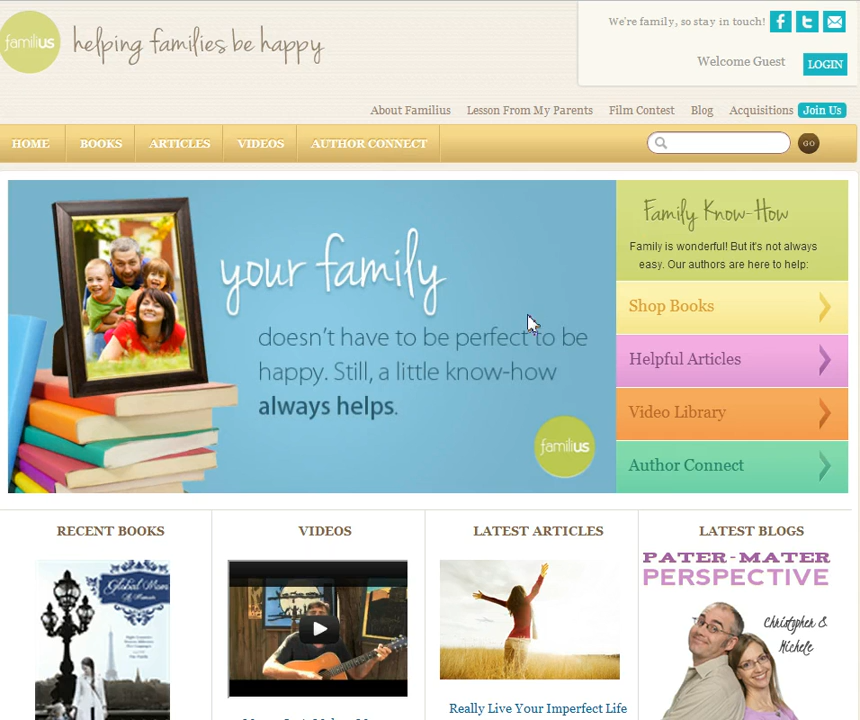 familius
helping families be happy
We're family, so stay in touch!
Welcome Guest
LOGIN
About Familius
Lesson From My Parents
Film Contest
Blog
Acquisitions
Join Us
HOME
BOOKS
ARTICLES
VIDEOS
AUTHOR CONNECT
GO
your family
doesn't have to be perfect to be
happy. Still, a little know-how
always helps.
familius
Family Know-How
Family is wonderful! But it's not always
easy. Our authors are here to help:
Shop Books
Helpful Articles
Video Library
Author Connect
RECENT BOOKS
VIDEOS
LATEST ARTICLES
LATEST BLOGS
Global Mom
A Memoir
Really Live Your Imperfect Life
PATER-MATER
PERSPECTIVE
Christopher &
Michele